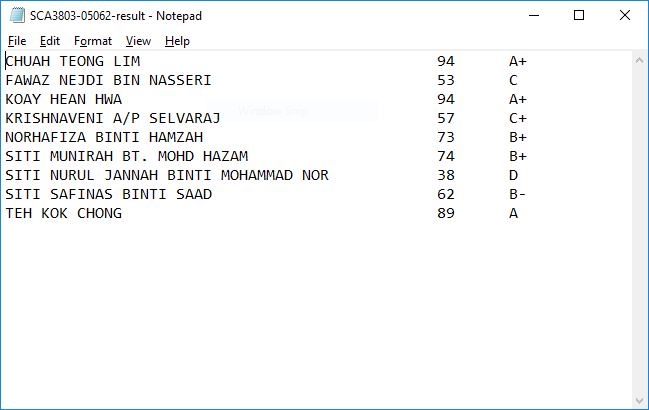 SCA3803-05062-result - Notepad
File Edit Format View Help
CHUAH TEONG LIM 94 A+
FAWAZ NEJDI BIN NASSERI 53 C
KOAY HEAN HWA 94 A+
KRISHNAVENI A/P SELVARAJ 57 C+
NORHAFIZA BINTI HAMZAH 73 B+
SITI MUNIRAH BT. MOHD HAZAM 74 B+
SITI NURUL JANNAH BINTI MOHAMMAD NOR 38 D
SITI SAFINAS BINTI SAAD 62 B-
TEH KOK CHONG 89 A